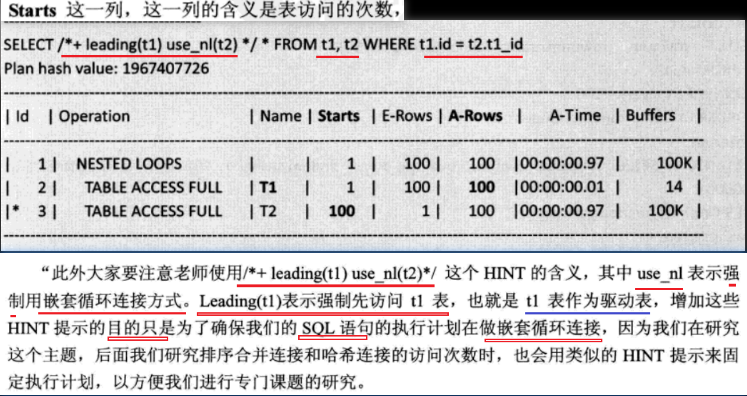 Starts 这一列，这一列的含义是表访问的次数，
SELECT /*+ leading(t1) use_nl(t2) */ * FROM t1, t2 WHERE t1.id = t2.t1_id
Plan hash value: 1967407726
| Id | Operation | Name | Starts | E-Rows | A-Rows | A-Time | Buffers
| 1 | NESTED LOOPS 1 | 100 | 100 |00:00:00.97 | 100K |
| 2 | TABLE ACCESS FULL | T1 1 | 100 | 100 |00:00:00.01 | 14 |
|* 3 | TABLE ACCESS FULL | T2 | 100 | 1 | 100 |00:00:00.97 | 100K |
“此外大家要注意老师使用/*+ leading(t1) use_nl(t2)*/ 这个 HINT 的含义，其中 use_nl 表示强
制用嵌套循环连接方式。Leading(t1)表示强制先访问 t1 表，也就是 t1 表作为驱动表，增加这些
HINT 提示的目的只是为了确保我们的 SQL 语句的执行计划在做嵌套循环连接，因为我们在研究
这个主题，后面我们研究排序合并连接和哈希连接的访问次数时，也会用类似的 HINT 提示来固
定执行计划，以方便我们进行专门课题的研究。